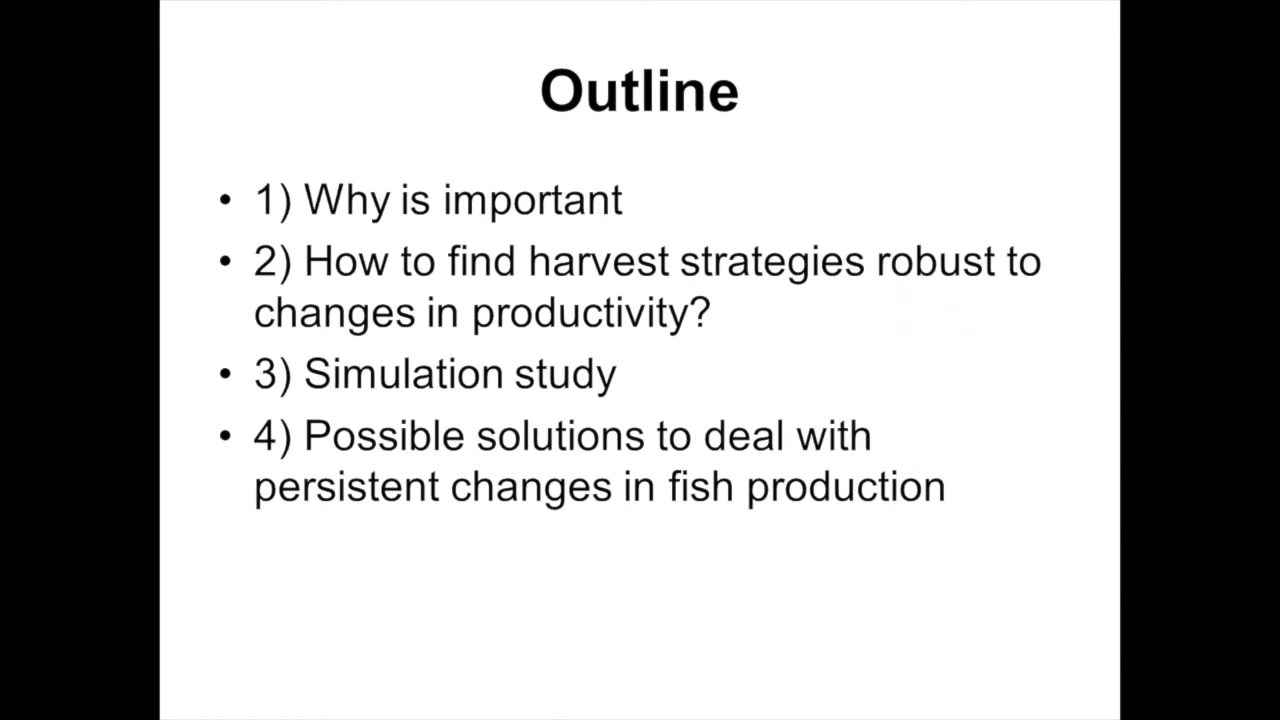 Outline
• 1) Why is important
• 2) How to find harvest strategies robust to
changes in productivity?
• 3) Simulation study
• 4) Possible solutions to deal with
persistent changes in fish production